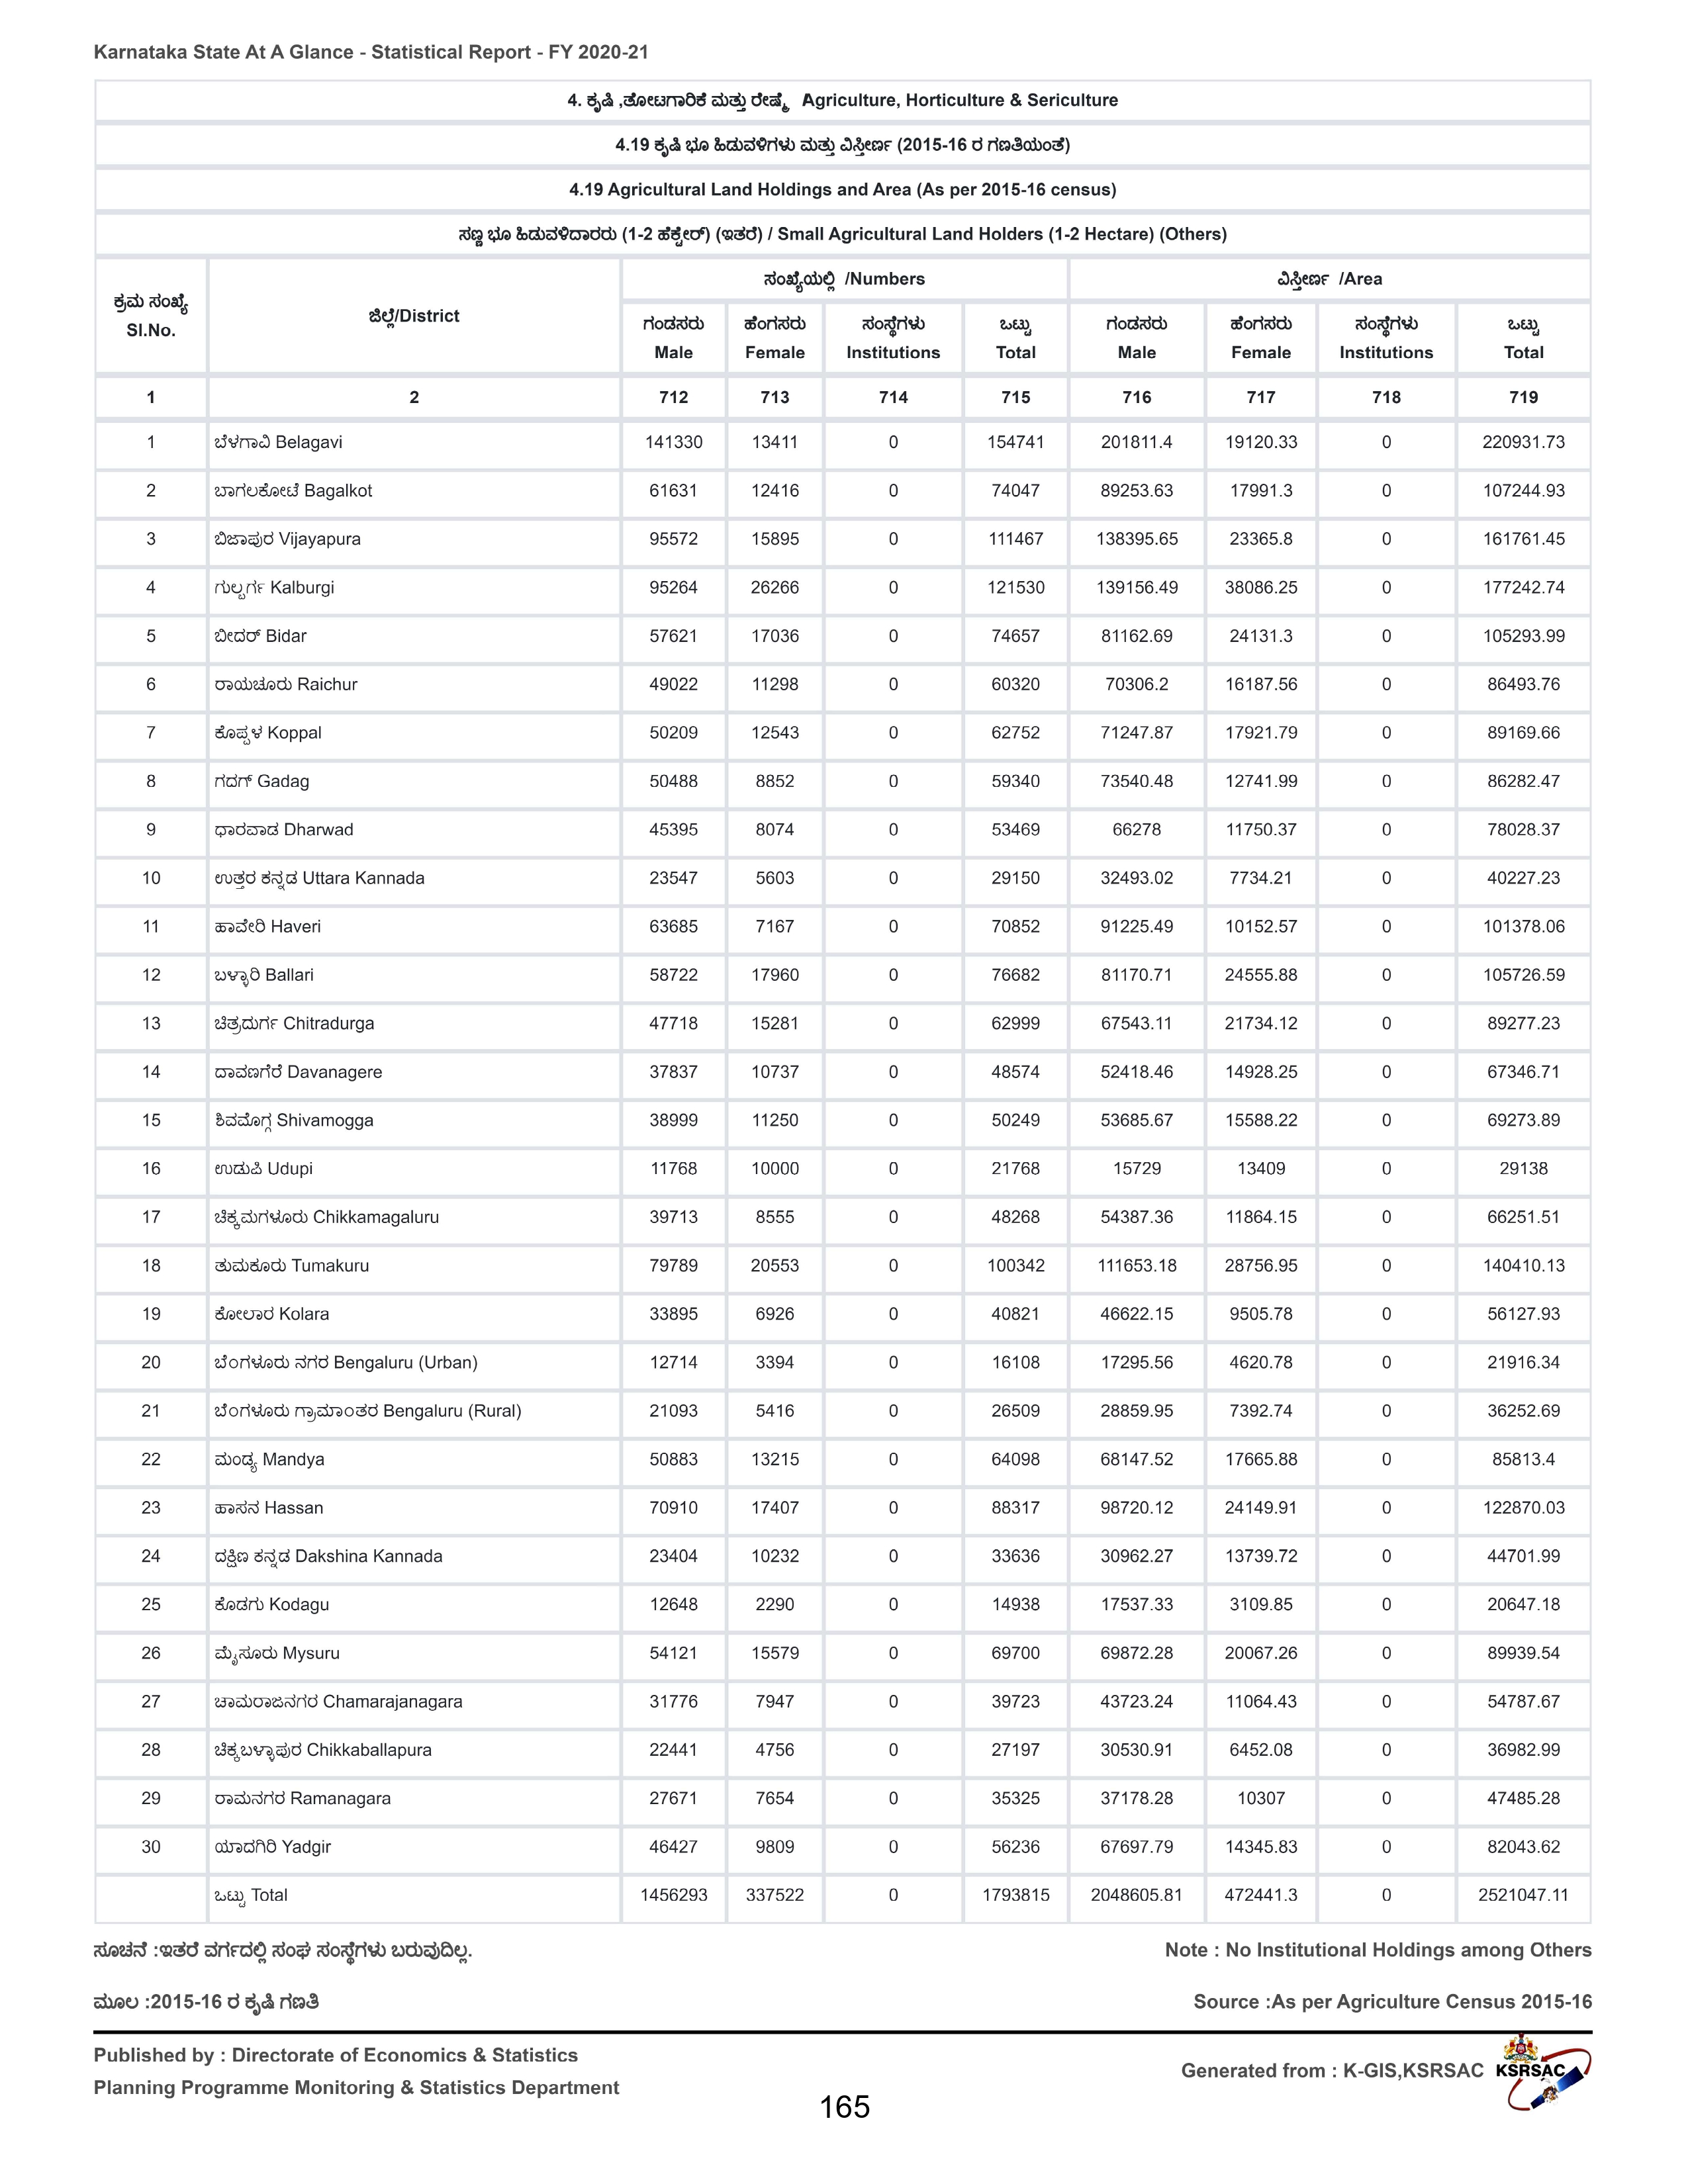 Karnataka State At A Glance - Statistical Report - FY 2020-21
4. ಕೃಷಿ ,ತೋಟಗಾರಿಕೆ ಮತ್ತು ರೇಷ್ಮೆ Agriculture, Horticulture & Sericulture
4.19 ಕೃಷಿ ಭೂ ಹಿಡುವಳಿಗಳು ಮತ್ತು ವಿಸ್ತೀರ್ಣ (2015-16 ರ ಗಣತಿಯಂತೆ)
4.19 Agricultural Land Holdings and Area (As per 2015-16 census)
ಸಣ್ಣ ಭೂ ಹಿಡುವಳಿದಾರರು (1-2 ಹೆಕ್ಟೇರ್) (ಇತರೆ) / Small Agricultural Land Holders (1-2 Hectare) (Others)
ಕ್ರಮ ಸಂಖ್ಯೆ Sl.No. ಜಿಲ್ಲೆ/District ಸಂಖ್ಯೆಯಲ್ಲಿ /Numbers ವಿಸ್ತೀರ್ಣ /Area
ಗಂಡಸರು ಹೆಂಗಸರು ಸಂಸ್ಥೆಗಳು ಒಟ್ಟು ಗಂಡಸರು ಹೆಂಗಸರು ಸಂಸ್ಥೆಗಳು ಒಟ್ಟು
Male Female Institutions Total Male Female Institutions Total
1 2 712 713 714 715 716 717 718 719
1 ಬೆಳಗಾವಿ Belagavi 141330 13411 0 154741 201811.4 19120.33 0 220931.73
2 ಬಾಗಲಕೋಟೆ Bagalkot 61631 12416 0 74047 89253.63 17991.3 0 107244.93
3 ಬಿಜಾಪುರ Vijayapura 95572 15895 0 111467 138395.65 23365.8 0 161761.45
4 ಗುಲ್ಬರ್ಗ Kalburgi 95264 26266 0 121530 139156.49 38086.25 0 177242.74
5 ಬೀದರ್ Bidar 57621 17036 0 74657 81162.69 24131.3 0 105293.99
6 ರಾಯಚೂರು Raichur 49022 11298 0 60320 70306.2 16187.56 0 86493.76
7 ಕೊಪ್ಪಳ Koppal 50209 12543 0 62752 71247.87 17921.79 0 89169.66
8 ಗದಗ್ Gadag 50488 8852 0 59340 73540.48 12741.99 0 86282.47
9 ಧಾರವಾಡ Dharwad 45395 8074 0 53469 66278 11750.37 0 78028.37
10 ಉತ್ತರ ಕನ್ನಡ Uttara Kannada 23547 5603 0 29150 32493.02 7734.21 0 40227.23
11 ಹಾವೇರಿ Haveri 63685 7167 0 70852 91225.49 10152.57 0 101378.06
12 ಬಳ್ಳಾರಿ Ballari 58722 17960 0 76682 81170.71 24555.88 0 105726.59
13 ಚಿತ್ರದುರ್ಗ Chitradurga 47718 15281 0 62999 67543.11 21734.12 0 89277.23
14 ದಾವಣಗೆರೆ Davanagere 37837 10737 0 48574 52418.46 14928.25 0 67346.71
15 ಶಿವಮೊಗ್ಗ Shivamogga 38999 11250 0 50249 53685.67 15588.22 0 69273.89
16 ಉಡುಪಿ Udupi 11768 10000 0 21768 15729 13409 0 29138
17 ಚಿಕ್ಕಮಗಳೂರು Chikkamagaluru 39713 8555 0 48268 54387.36 11864.15 0 66251.51
18 ತುಮಕೂರು Tumakuru 79789 20553 0 100342 111653.18 28756.95 0 140410.13
19 ಕೋಲಾರ Kolara 33895 6926 0 40821 46622.15 9505.78 0 56127.93
20 ಬೆಂಗಳೂರು ನಗರ Bengaluru (Urban) 12714 3394 0 16108 17295.56 4620.78 0 21916.34
21 ಬೆಂಗಳೂರು ಗ್ರಾಮಾಂತರ Bengaluru (Rural) 21093 5416 0 26509 28859.95 7392.74 0 36252.69
22 ಮಂಡ್ಯ Mandya 50883 13215 0 64098 68147.52 17665.88 0 85813.4
23 ಹಾಸನ Hassan 70910 17407 0 88317 98720.12 24149.91 0 122870.03
24 ದಕ್ಷಿಣ ಕನ್ನಡ Dakshina Kannada 23404 10232 0 33636 30962.27 13739.72 0 44701.99
25 ಕೊಡಗು Kodagu 12648 2290 0 14938 17537.33 3109.85 0 20647.18
26 ಮೈಸೂರು Mysuru 54121 15579 0 69700 69872.28 20067.26 0 89939.54
27 ಚಾಮರಾಜನಗರ Chamarajanagara 31776 7947 0 39723 43723.24 11064.43 0 54787.67
28 ಚಿಕ್ಕಬಳ್ಳಾಪುರ Chikkaballapura 22441 4756 0 27197 30530.91 6452.08 0 36982.99
29 ರಾಮನಗರ Ramanagara 27671 7654 0 35325 37178.28 10307 0 47485.28
30 ಯಾದಗಿರಿ Yadgir 46427 9809 0 56236 67697.79 14345.83 0 82043.62
ಒಟ್ಟು Total 1456293 337522 0 1793815 2048605.81 472441.3 0 2521047.11
ಸೂಚನೆ :ಇತರೆ ವರ್ಗದಲ್ಲಿ ಸಂಘ ಸಂಸ್ಥೆಗಳು ಬರುವುದಿಲ್ಲ. Note : No Institutional Holdings among Others
ಮೂಲ :2015-16 ರ ಕೃಷಿ ಗಣತಿ Source :As per Agriculture Census 2015-16
Published by : Directorate of Economics & Statistics
Planning Programme Monitoring & Statistics Department
Generated from : K-GIS,KSRSAC KSRSAC
165